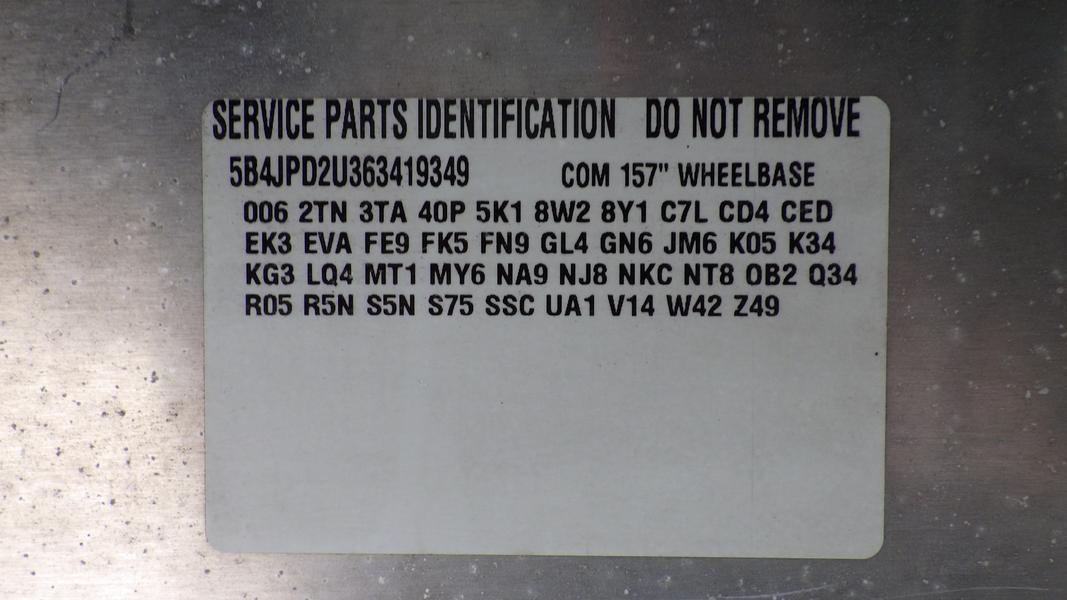 SERVICE PARTS IDENTIFICATION DO NOT REMOVE
5B4JPD2U363419349 COM 157" WHEELBASE
006 2TN 3TA 40P 5K1 8W2 8Y1 C7L CD4 CED
EK3 EVA FE9 FK5 FN9 GL4 GN6 JM6 K05 K34
KG3 LQ4 MT1 MY6 NA9 NJ8 NKC NT8 OB2 Q34
R05 R5N S5N S75 SSC UA1 V14 W42 Z49